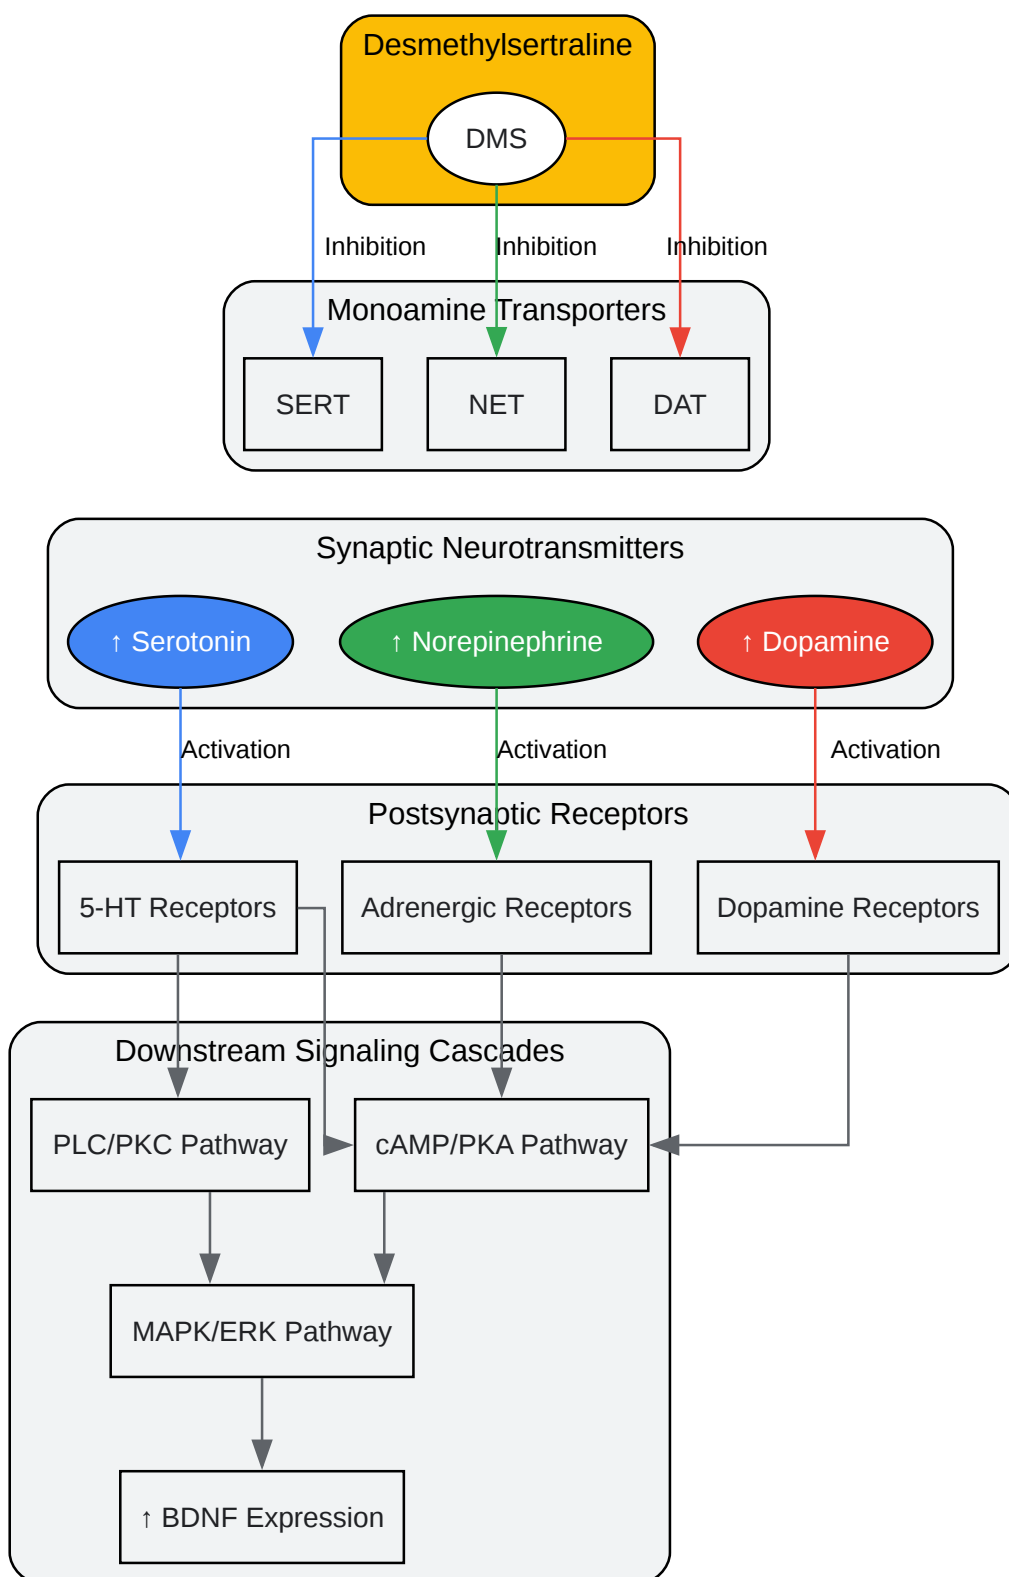 Desmethylsertraline
DMS
Inhibition
Inhibition
Inhibition
Monoamine Transporters
SERT
NET
DAT
Synaptic Neurotransmitters
↑ Serotonin
↑ Norepinephrine
↑ Dopamine
Activation
Activation
Activation
Postsynaptic Receptors
5-HT Receptors
Adrenergic Receptors
Dopamine Receptors
Downstream Signaling Cascades
PLC/PKC Pathway
cAMP/PKA Pathway
MAPK/ERK Pathway
↑ BDNF Expression